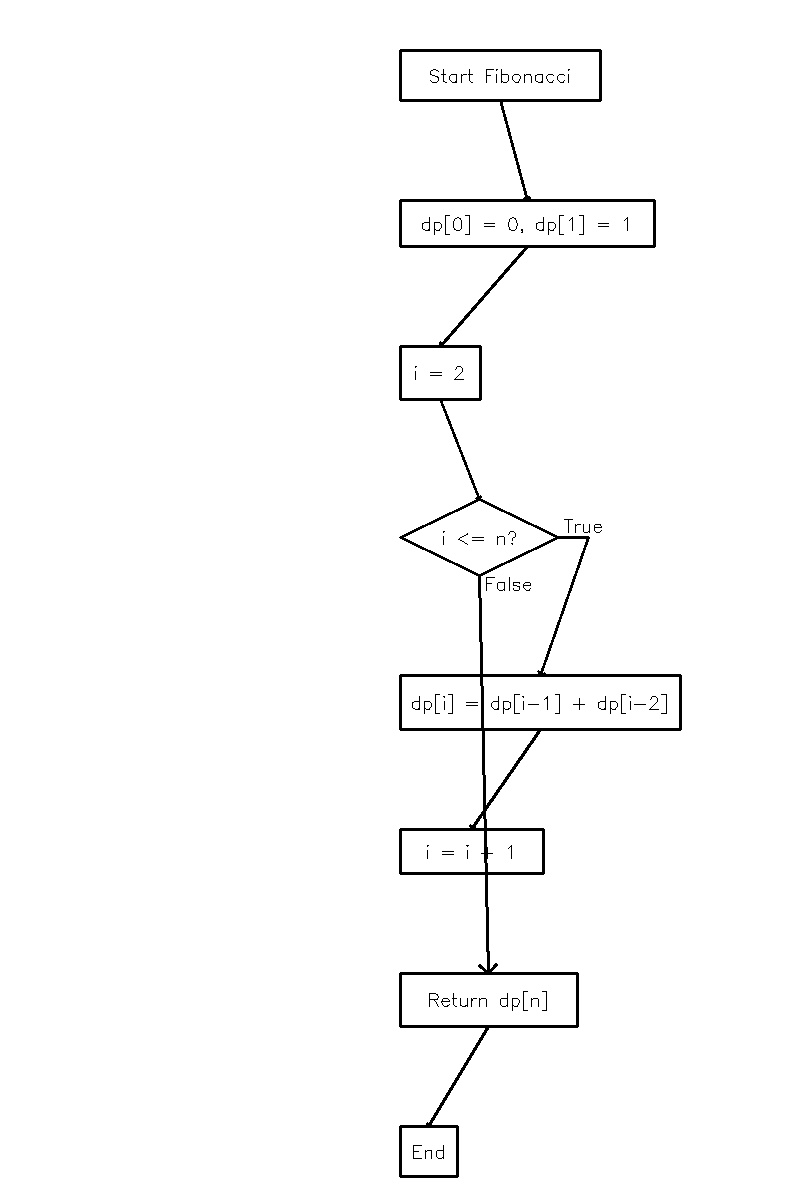 Start Fibonacci
dp[0] = 0, dp[1] = 1
i = 2
i <= n?
True
False
dp[i] = dp[i-1] + dp[i-2]
i = i + 1
Return dp[n]
End